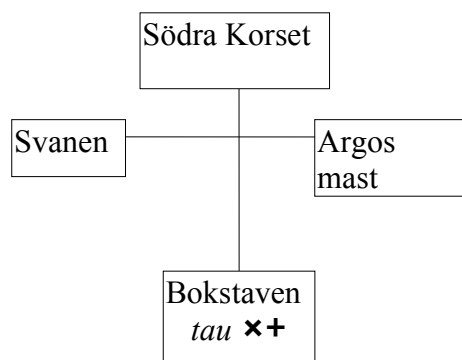 Södra Korset
Svanen
Argos
mast
Bokstaven
tau ×+